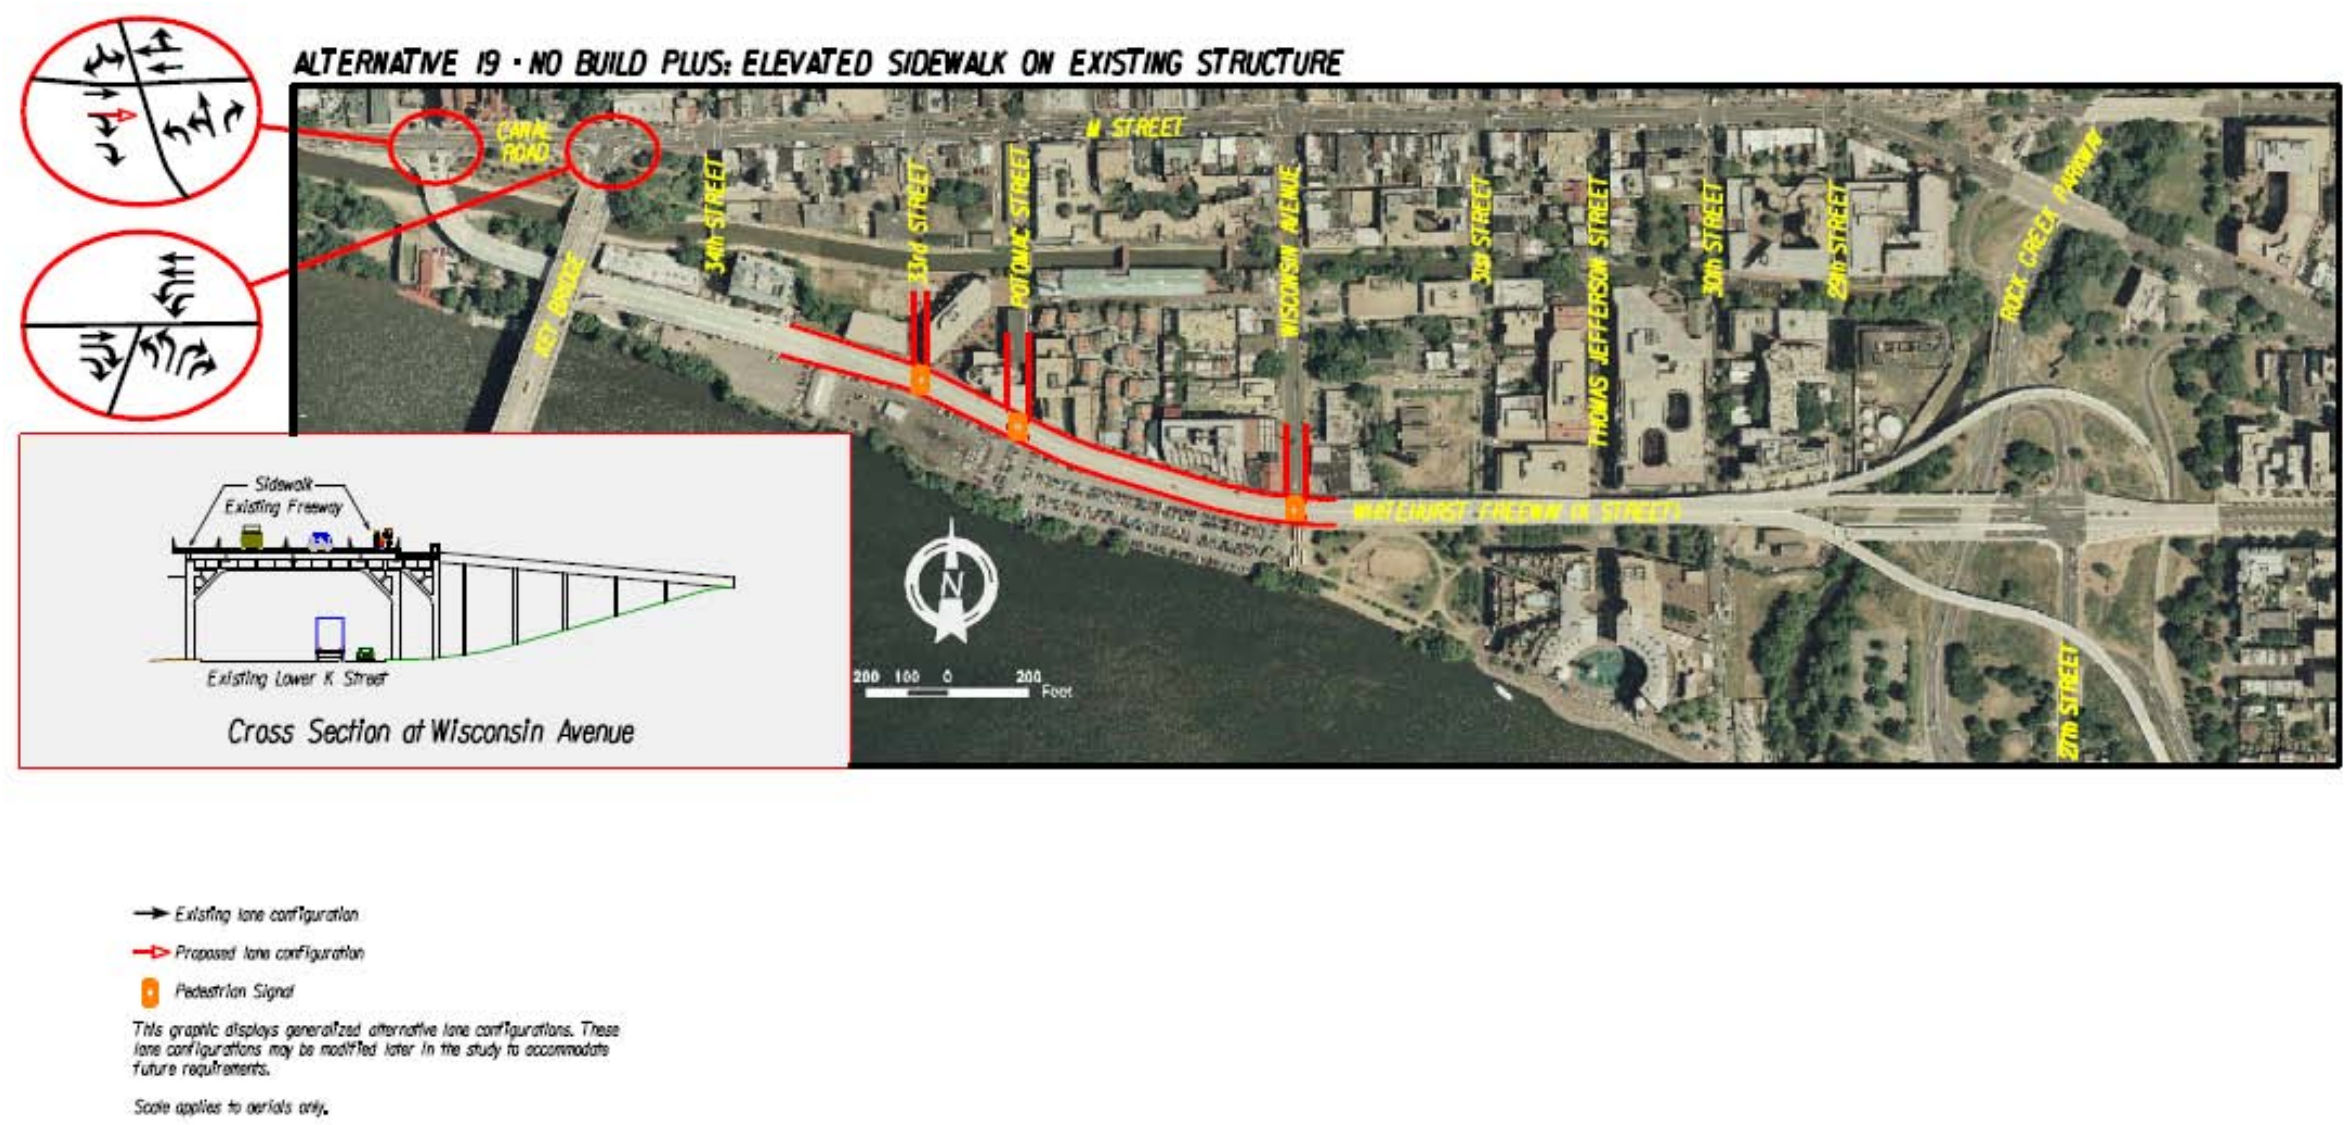 ALTERNATIVE 19 - NO BUILD PLUS: ELEVATED SIDEWALK ON EXISTING STRUCTURE
CANAL
ROAD
M STREET
KEY BRIDGE
34th STREET
33rd STREET
POTOMAC STREET
WISCONSIN AVENUE
31st STREET
THOMAS JEFFERSON STREET
30th STREET
29th STREET
ROCK CREEK PARKWAY
WHITEHURST FREEWAY (K STREET)
27th STREET
N
200 100 0 200
Feet
Sidewalk
Existing Freeway
Existing Lower K Street
Cross Section at Wisconsin Avenue
Existing lane configuration
Proposed lane configuration
Pedestrian Signal
This graphic displays generalized alternative lane configurations. These
lane configurations may be modified later in the study to accommodate
future requirements.
Scale applies to aerials only.